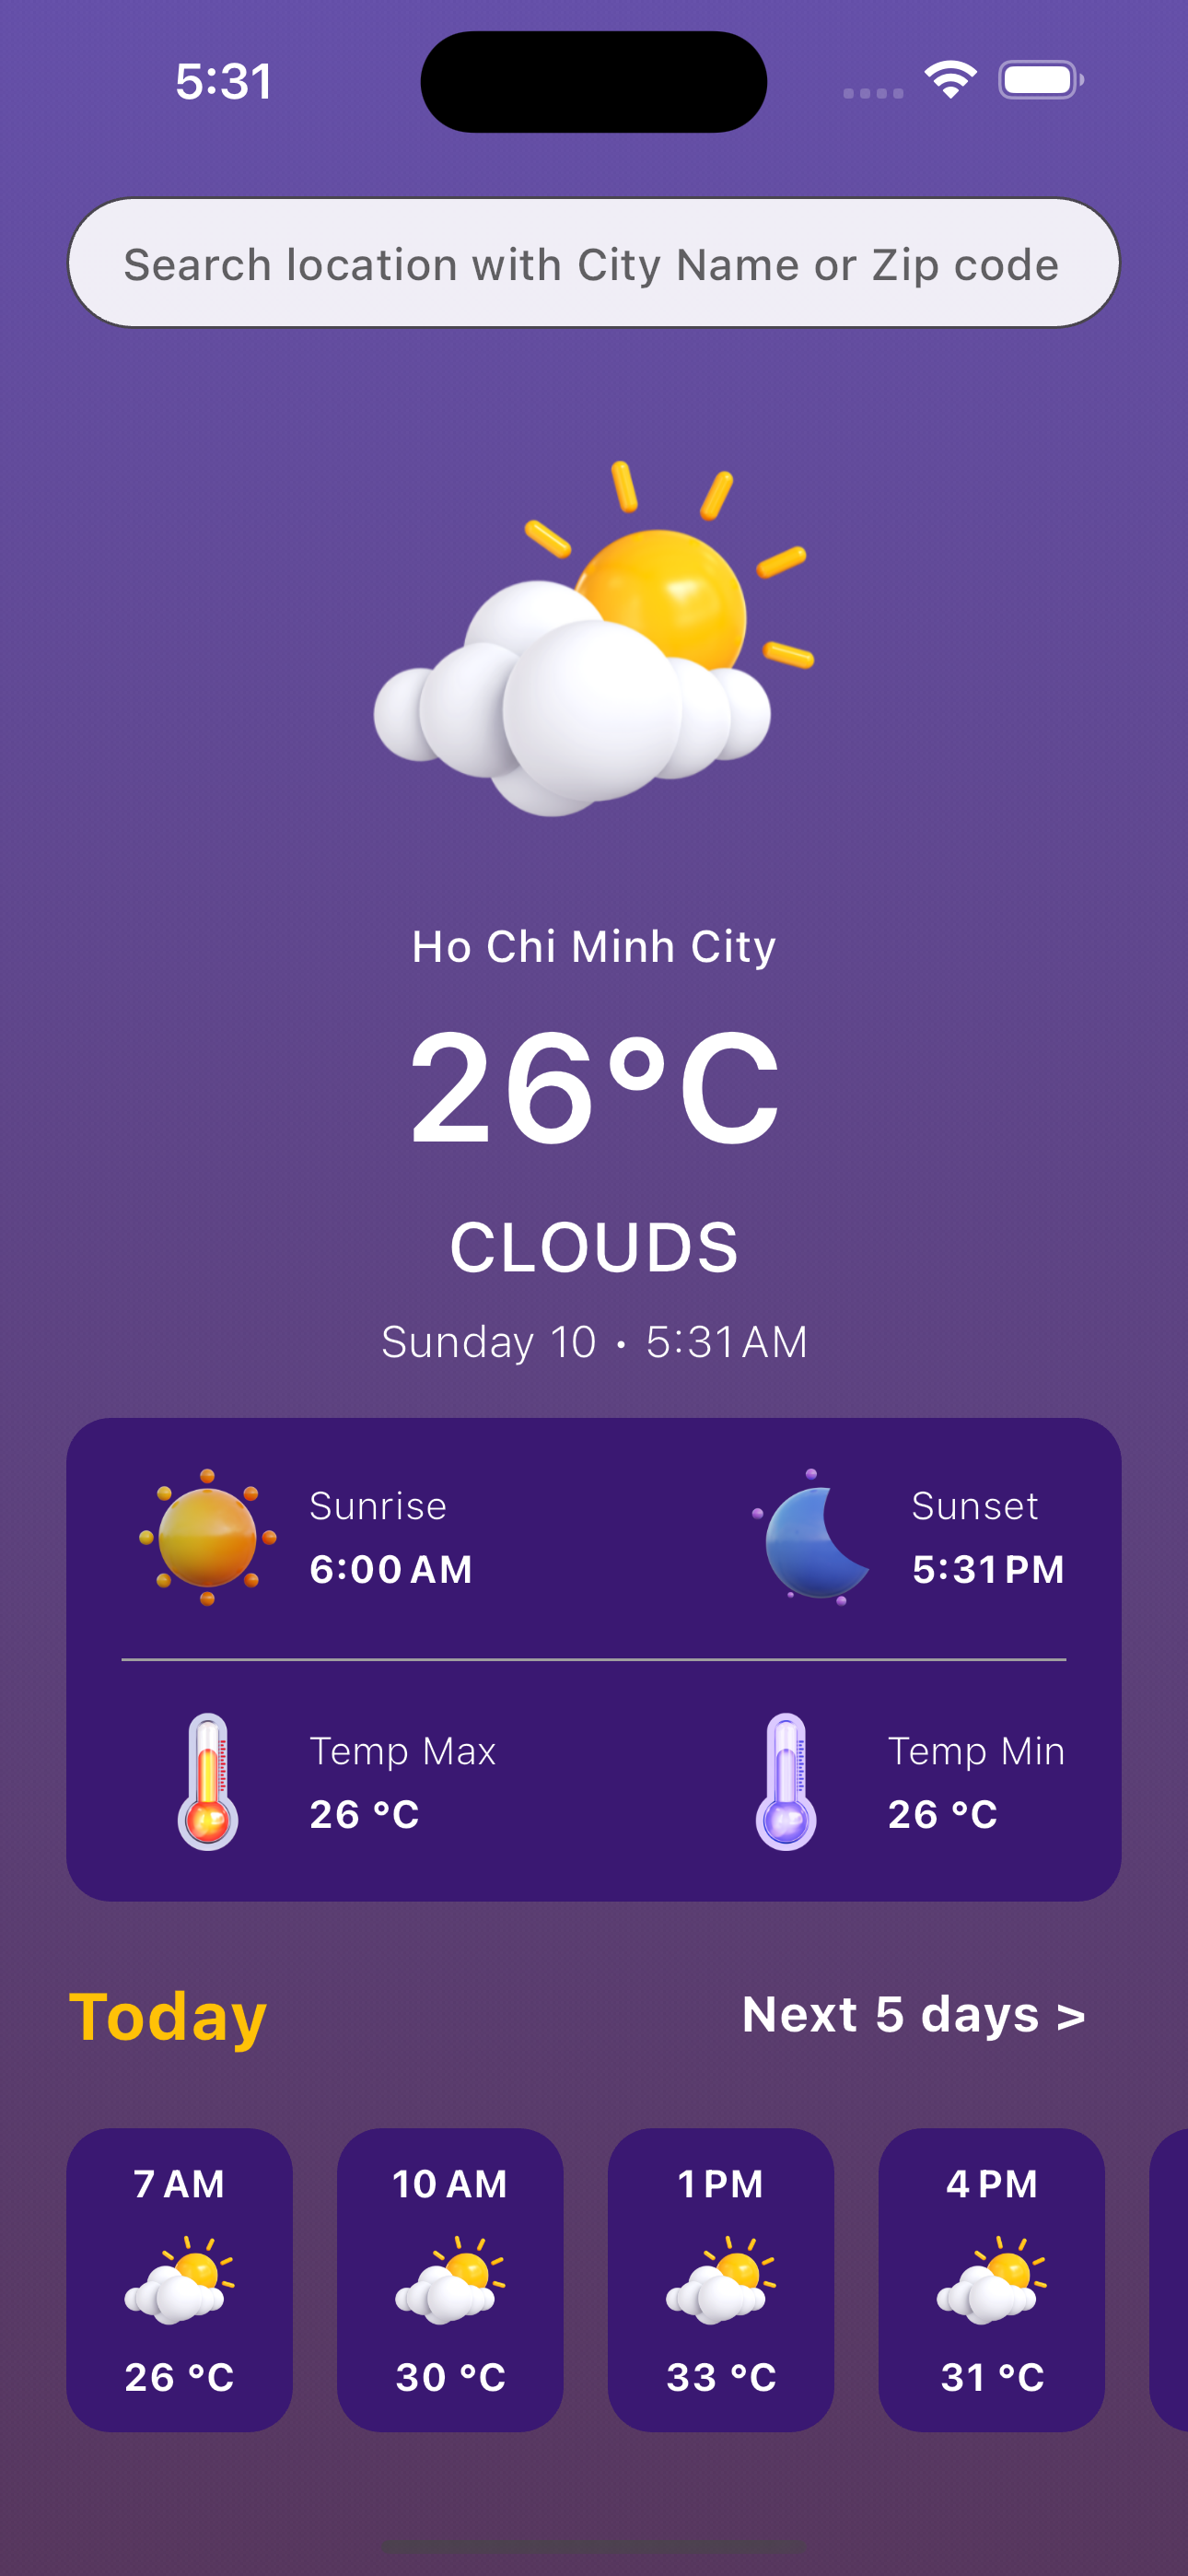 5:31
Search location with City Name or Zip code
Ho Chi Minh City
26°C
CLOUDS
Sunday 10 • 5:31 AM
Sunrise
6:00 AM
Sunset
5:31 PM
Temp Max
26 °C
Temp Min
26 °C
Today
Next 5 days >
7 AM
10 AM
1 PM
4 PM
26 °C
30 °C
33 °C
31 °C